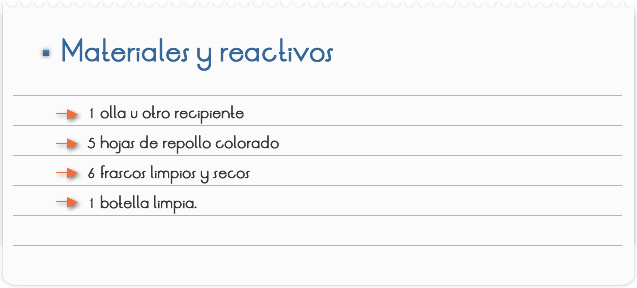 Materiales y reactivos
1 olla u otro recipiente
5 hojas de repollo colorado
6 frascos limpios y secos
1 botella limpia.